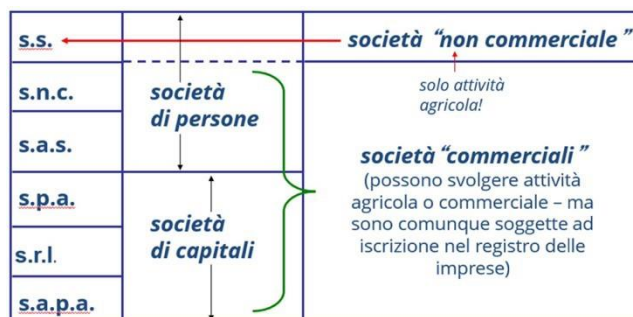 s.s.
società “non commerciale”
s.n.c.
società
di persone
solo attività
agricola!
s.a.s.
società “commerciali”
(possono svolgere attività
agricola o commerciale – ma
sono comunque soggette ad
iscrizione nel registro delle
imprese)
s.p.a.
società
di capitali
s.r.l.
s.a.p.a.